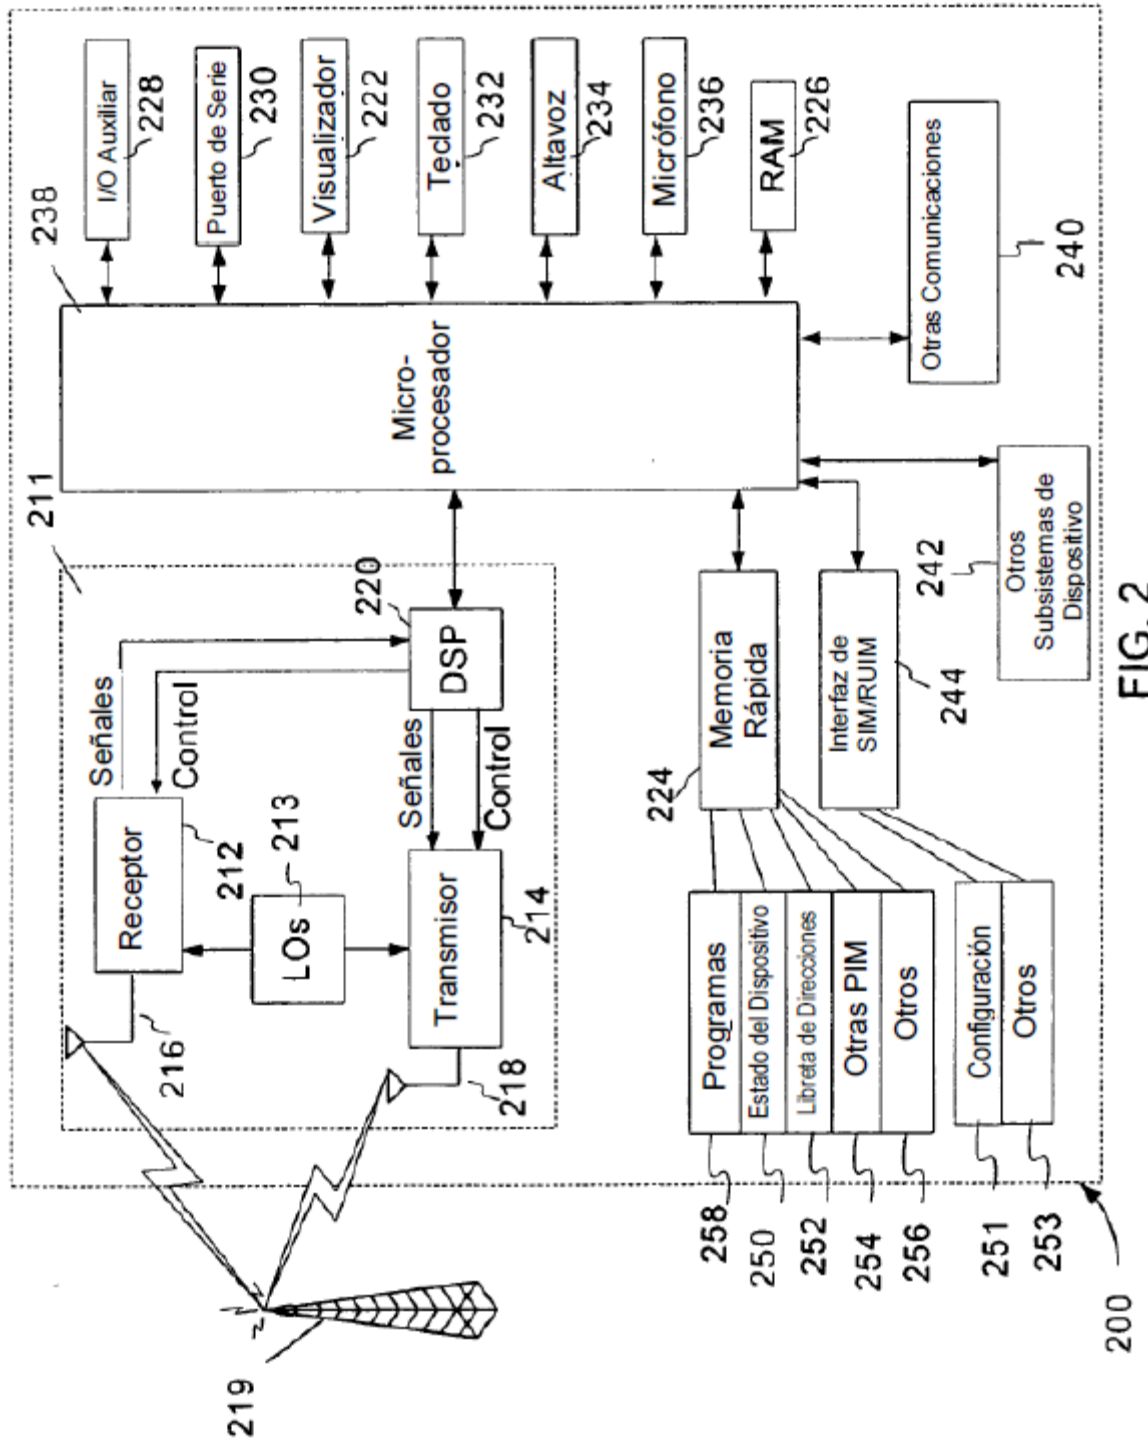 219
216
218
211
Receptor
212
Señales
Control
LOs
213
Transmisor
214
Señales
Control
DSP
220
238
Micro-
procesador
I/O Auxiliar
228
Puerto de Serie
230
Visualizador
222
Teclado
232
Altavoz
234
Micrófono
236
RAM
226
Otras Comunicaciones
240
Otros
Subsistemas de
Dispositivo
242
Memoria
Rápida
224
Interfaz de
SIM/RUIM
244
Programas
Estado del Dispositivo
Libreta de Direcciones
Otras PIM
Otros
258
250
252
254
256
Configuración
Otros
251
253
200
FIG. 2